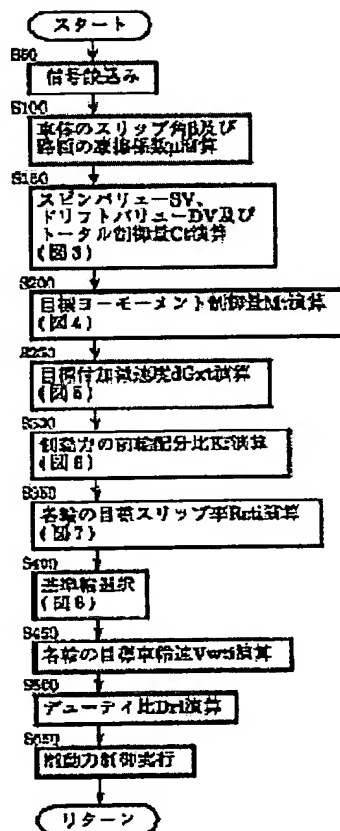 スタート
S50
信号読込み
S100
車体のスリップ角β及び
路面の摩擦係数μ演算
S150
スピンバリューSV、
ドリフトバリューDV及び
トータル制御量Ct演算
(図3)
S200
目標ヨーモーメント制御量Mt演算
(図4)
S250
目標付加減速度dGxt演算
(図5)
S300
制動力の前輪配分比Kf演算
(図6)
S350
各輪の目標スリップ率Rsti演算
(図7)
S400
基準輪選択
S450
各輪の目標車輪速Vwti演算
S500
デューティ比Dri演算
S550
制動力制御実行
リターン